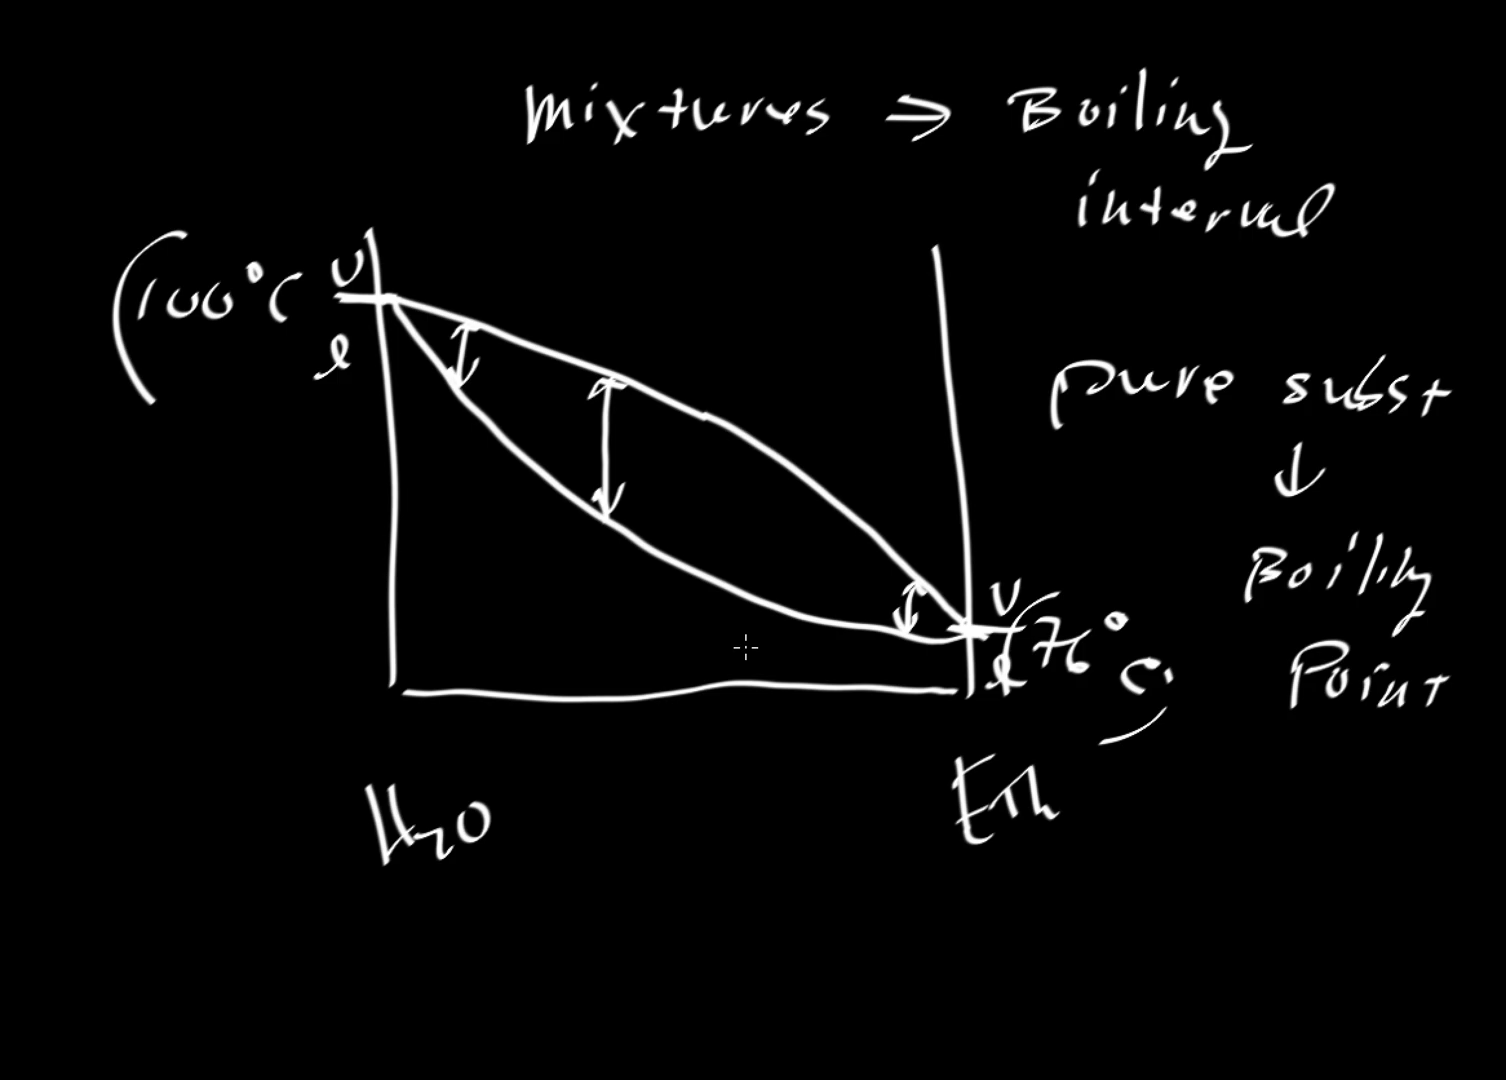 Mixtures ⇒ Boiling
interval
(100°C v
l
pure subst
↓
Boiling
Point
v
l (76°C)
H2O
Eth